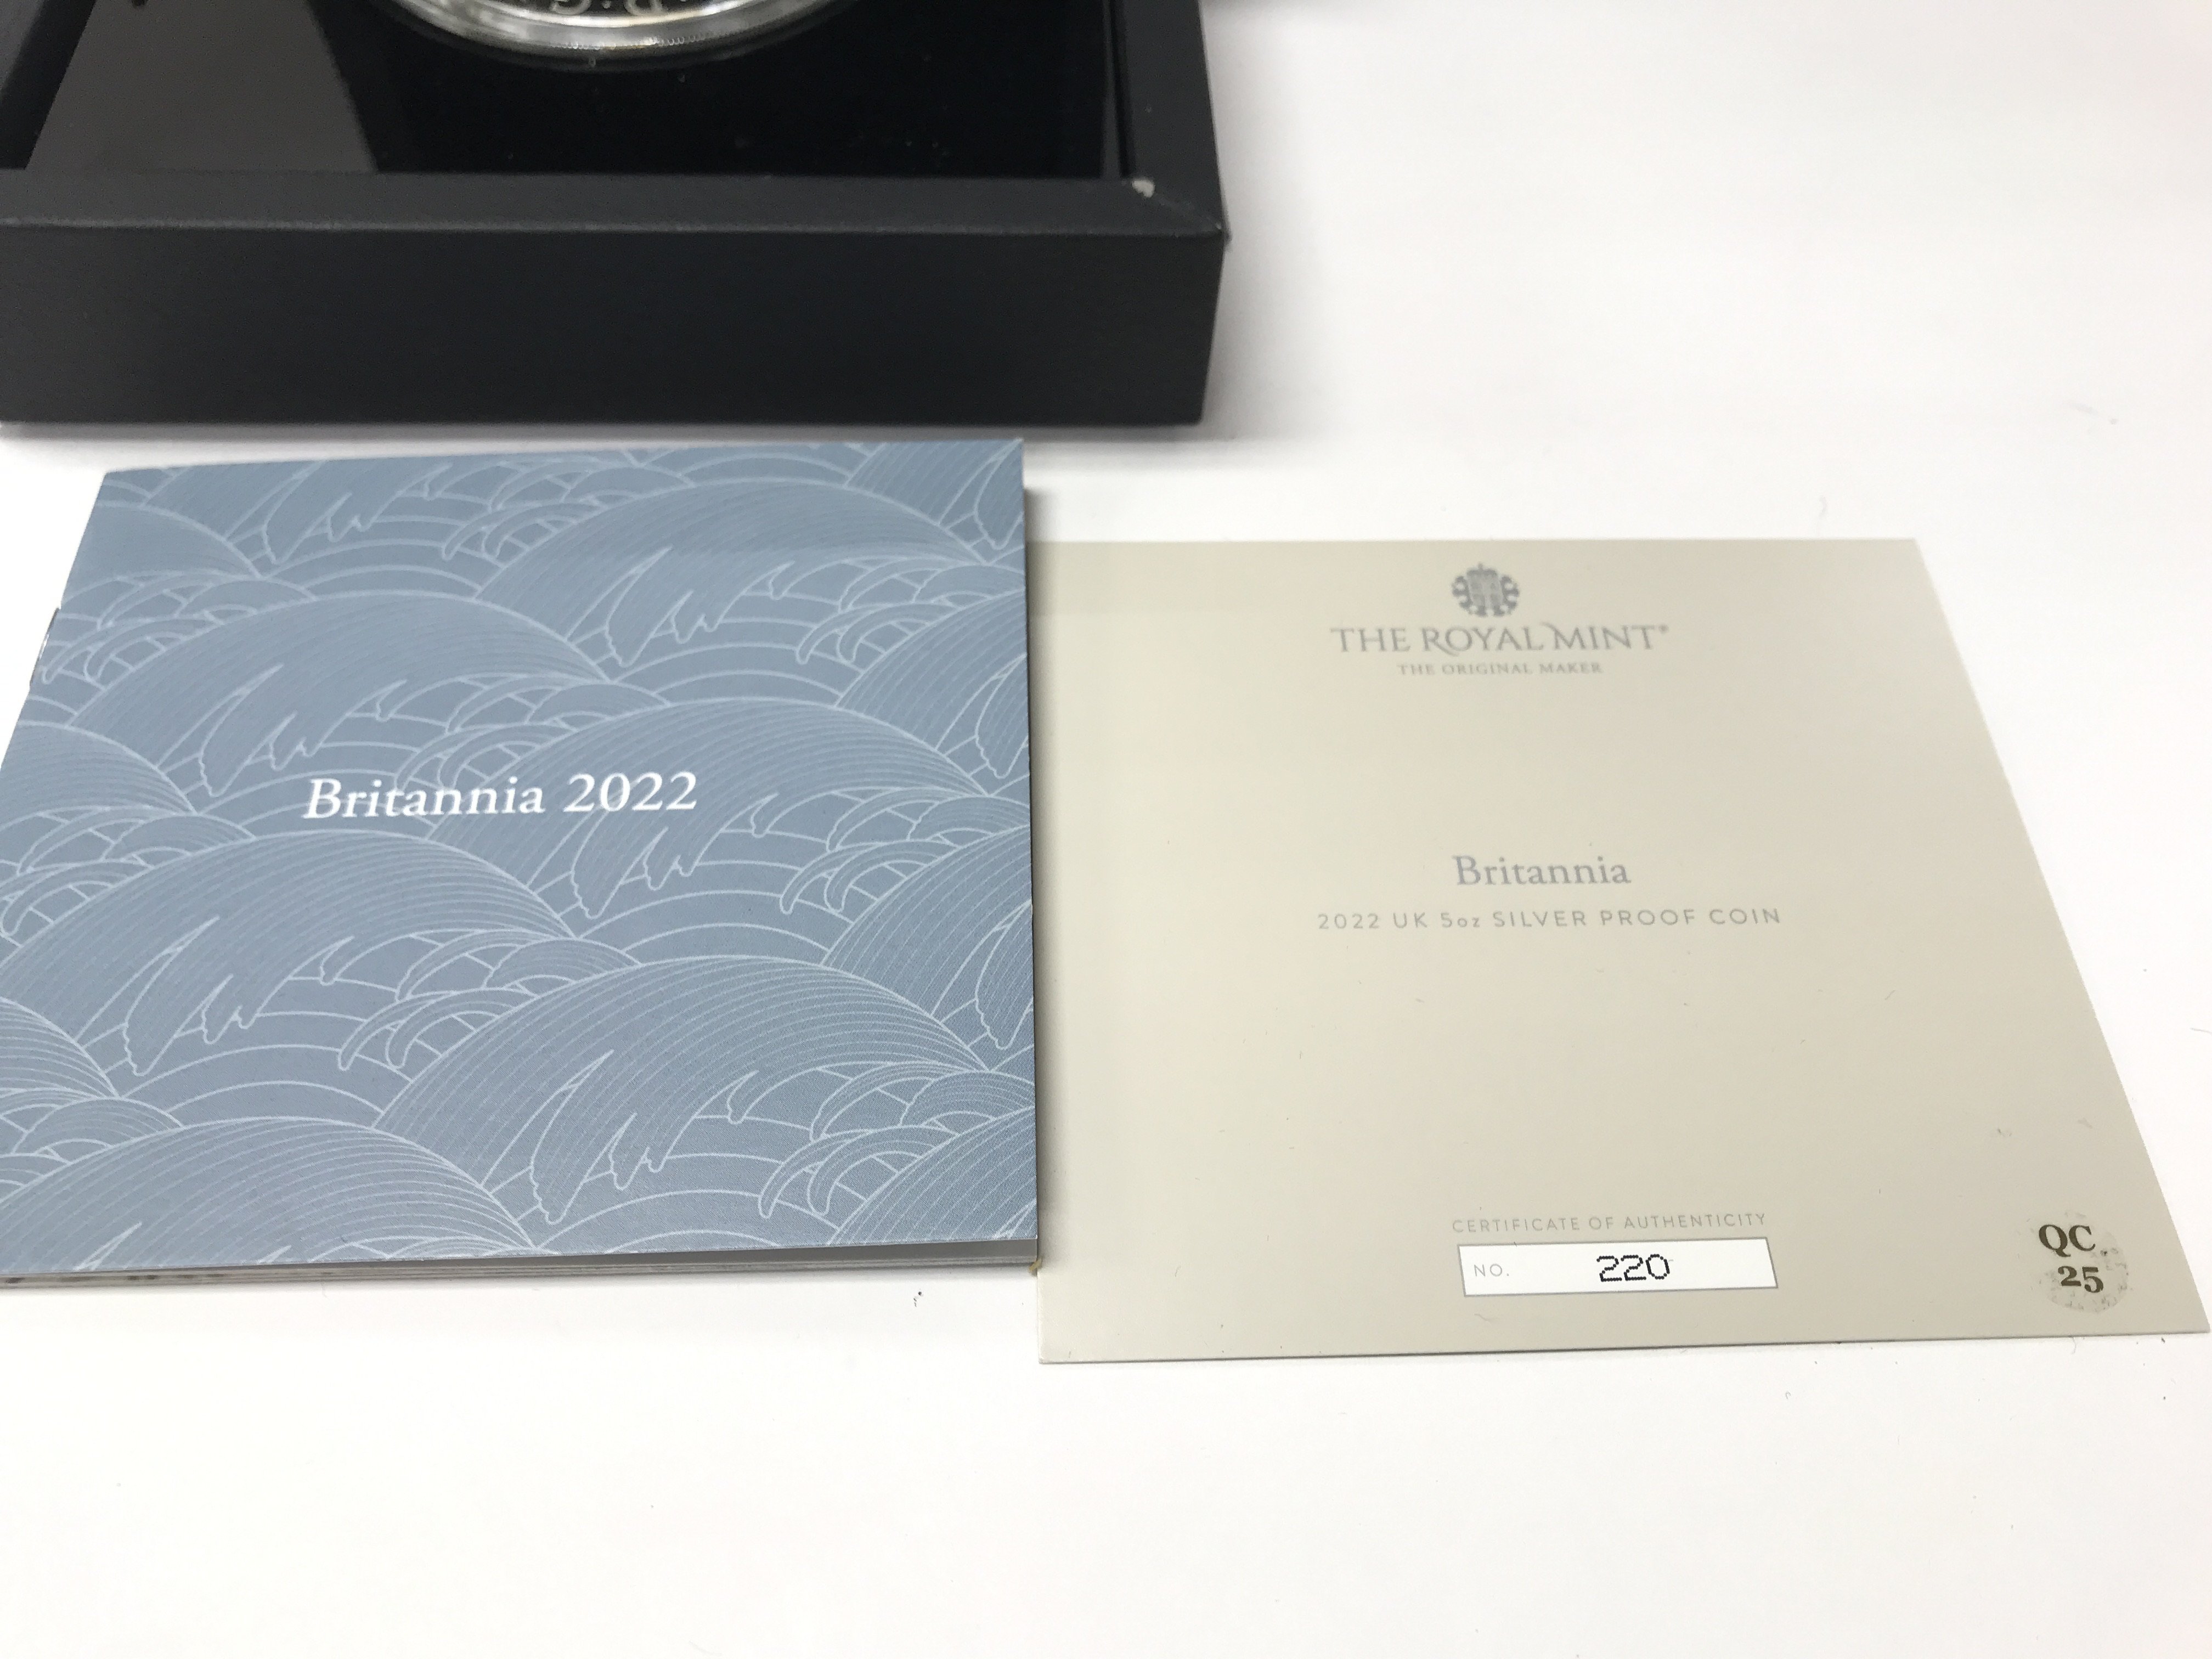 Britannia 2022
THE ROYAL MINT®
THE ORIGINAL MAKER
Britannia
2022 UK 5oz SILVER PROOF COIN
CERTIFICATE OF AUTHENTICITY
NO. 220
QC
25